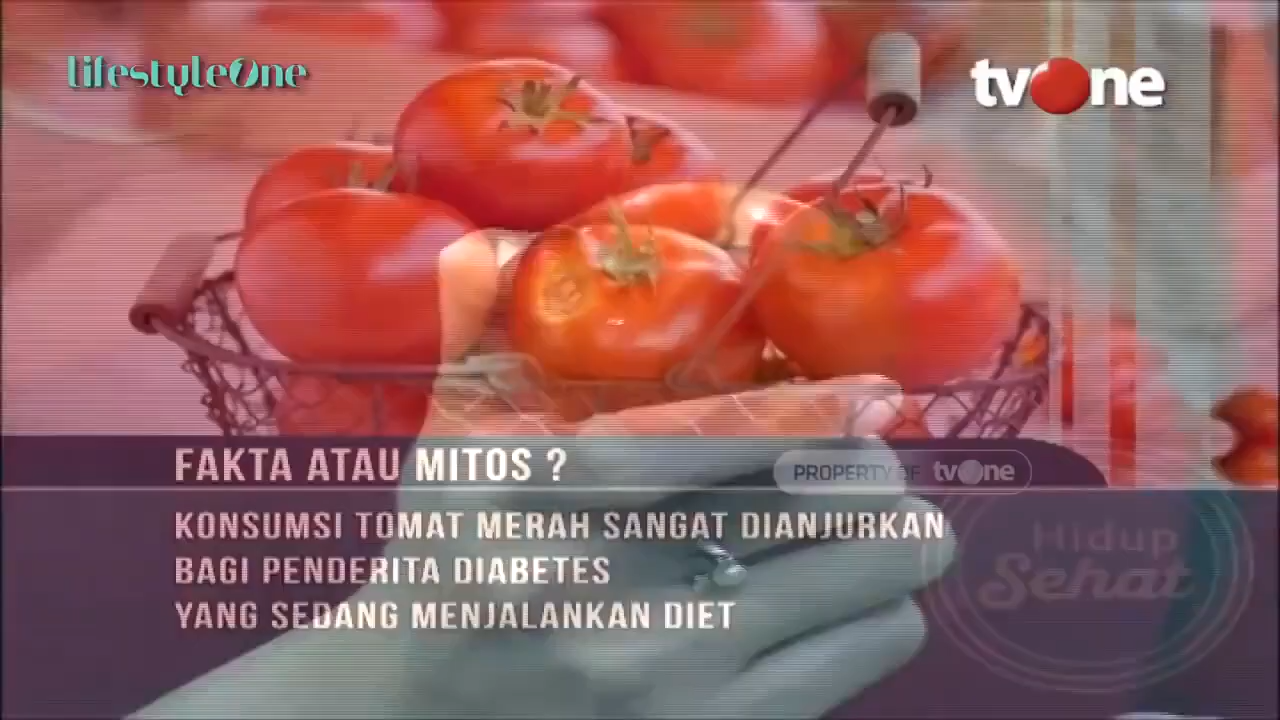 lifestyleOne
tvOne
FAKTA ATAU MITOS ?
PROPERTY OF tvOne
KONSUMSI TOMAT MERAH SANGAT DIANJURKAN
BAGI PENDERITA DIABETES
YANG SEDANG MENJALANKAN DIET
Hidup
Sehat